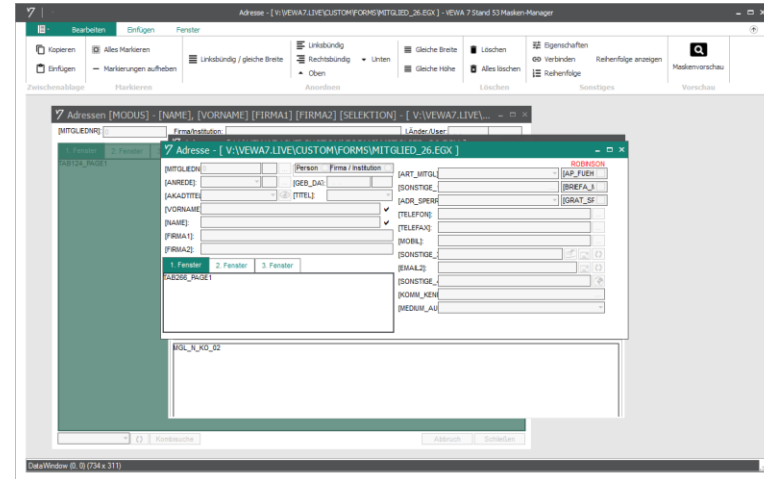 Adresse - [ V:\VEWA7.LIVE\CUSTOM\FORMS\MITGLIED_26.EGX ] - VEWA 7 Stand 53 Masken-Manager
Bearbeiten Einfügen Fenster
Kopieren Alles Markieren Linksbündig / gleiche Breite Linksbündig Gleiche Breite Löschen Eigenschaften
Rechtsbündig Unten Verbinden Reihenfolge anzeigen Maskenvorschau
Einfügen Markierungen aufheben Oben Gleiche Höhe Alles löschen Reihenfolge
Zwischenablage Markieren Anordnen Löschen Sonstiges Vorschau
Adressen [MODUS] - [NAME], [VORNAME] [FIRMA1] [FIRMA2] [SELEKTION] - [ V:\VEWA7.LIVE\...
[MITGLIEDNR]: Firma/Institution: l.Änder./User:
1. Fenster 2. Fenster
TAB124_PAGE1
Adresse - [ V:\VEWA7.LIVE\CUSTOM\FORMS\MITGLIED_26.EGX ]
ROBINSON
[MITGLIEDN Person Firma / Institution [ART_MITGL] [AP_FUEH
[ANREDE]: [GEB_DAT: [SONSTIGE_ [BREFA_
[AKADTITEL [TITEL]: [ADR_SPERR [GRAT_SF
[VORNAME [TELEFON]:
[NAME]: [TELEFAX]:
[FIRMA1]: [MOBIL]:
[FIRMA2]: [SONSTIGE_
1. Fenster 2. Fenster 3. Fenster [EMAIL2]:
TAB266_PAGE1 [SONSTIGE_
[KOMM_KEN
[MEDIUM_AU
MGL_N_KO_02
Kombisuche Abbruch Schließen
DataWindow (0, 0) (734 x 311)